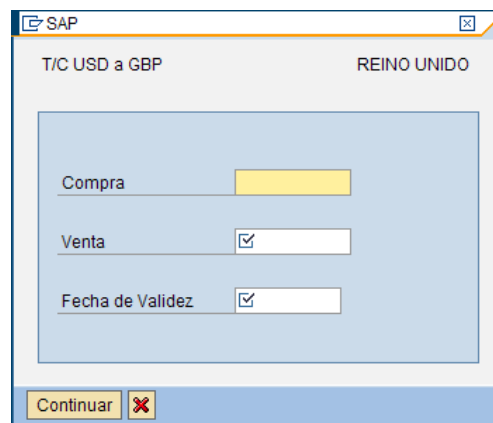 SAP
T/C USD a GBP REINO UNIDO
Compra
Venta
Fecha de Validez
Continuar